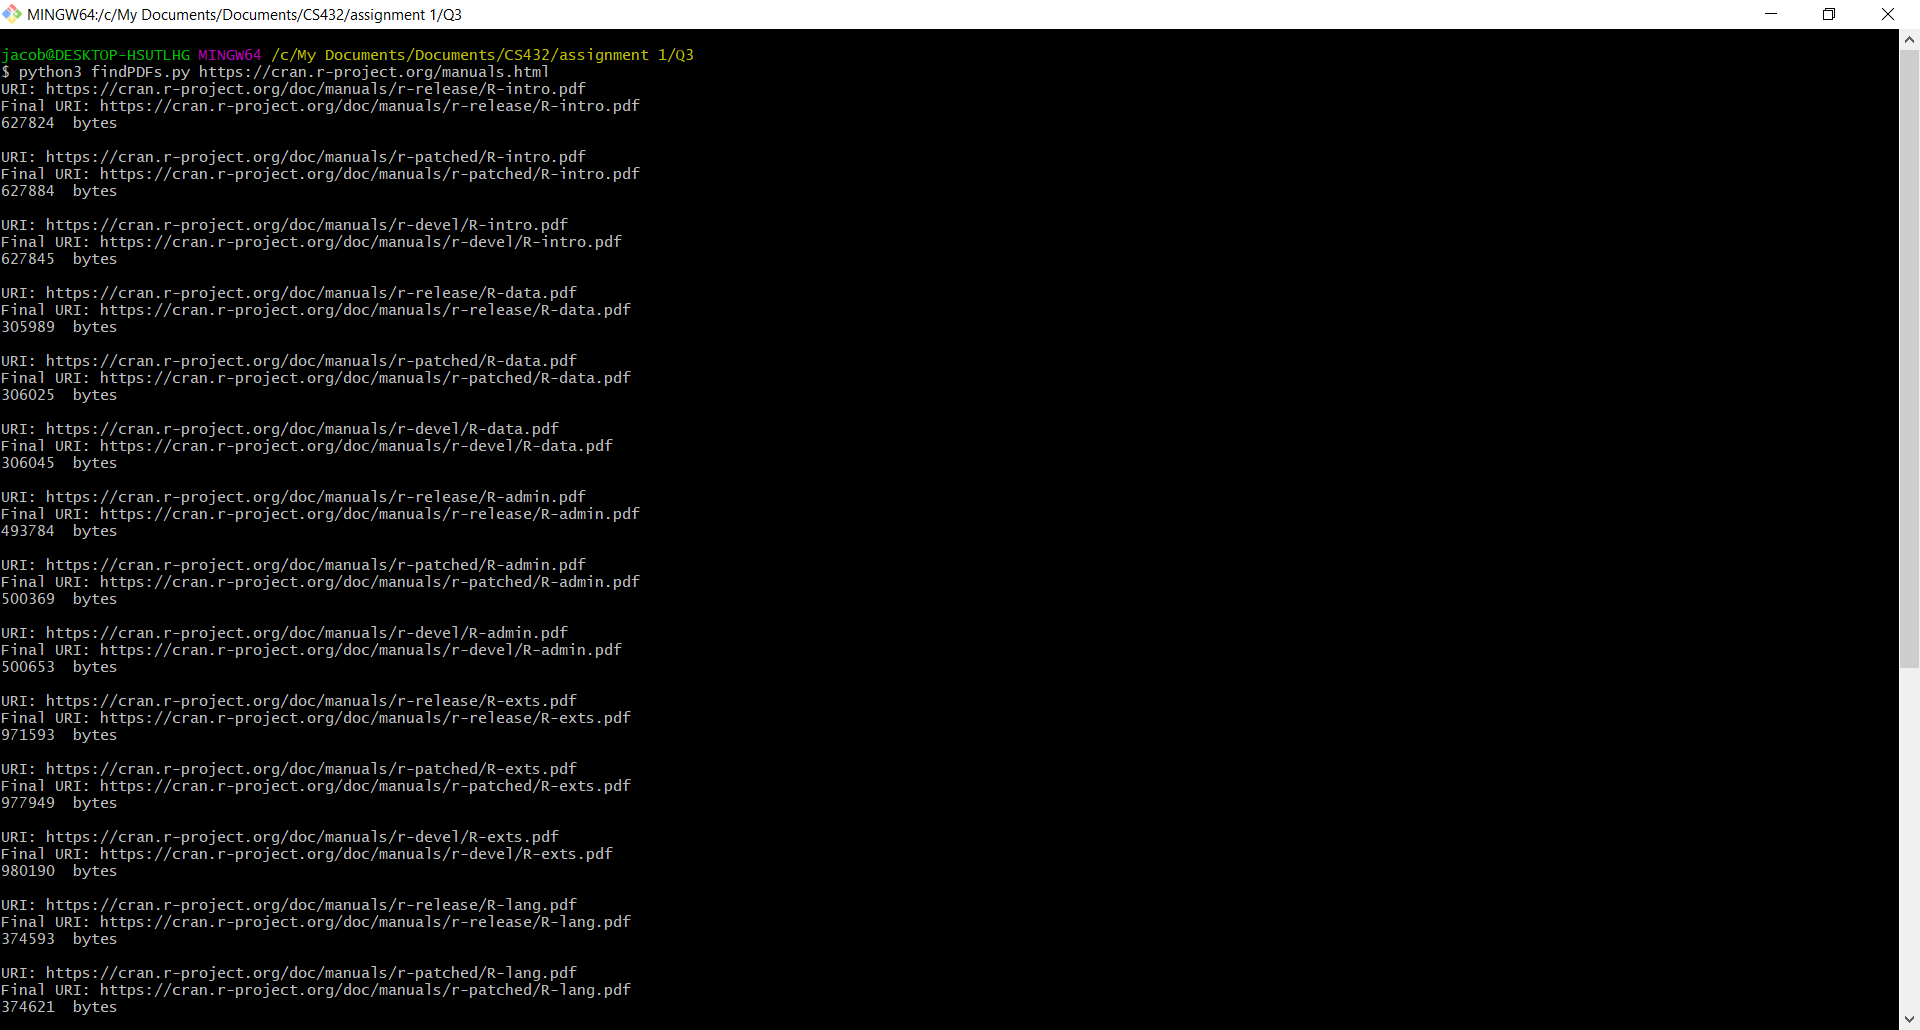 MINGW64:/c/My Documents/Documents/CS432/assignment 1/Q3
jacob@DESKTOP-HSUTLHG MINGW64 /c/My Documents/Documents/CS432/assignment 1/Q3
$ python3 findPDFs.py https://cran.r-project.org/manuals.html
URI: https://cran.r-project.org/doc/manuals/r-release/R-intro.pdf
Final URI: https://cran.r-project.org/doc/manuals/r-release/R-intro.pdf
627824  bytes
URI: https://cran.r-project.org/doc/manuals/r-patched/R-intro.pdf
Final URI: https://cran.r-project.org/doc/manuals/r-patched/R-intro.pdf
627884  bytes
URI: https://cran.r-project.org/doc/manuals/r-devel/R-intro.pdf
Final URI: https://cran.r-project.org/doc/manuals/r-devel/R-intro.pdf
627845  bytes
URI: https://cran.r-project.org/doc/manuals/r-release/R-data.pdf
Final URI: https://cran.r-project.org/doc/manuals/r-release/R-data.pdf
305989  bytes
URI: https://cran.r-project.org/doc/manuals/r-patched/R-data.pdf
Final URI: https://cran.r-project.org/doc/manuals/r-patched/R-data.pdf
306025  bytes
URI: https://cran.r-project.org/doc/manuals/r-devel/R-data.pdf
Final URI: https://cran.r-project.org/doc/manuals/r-devel/R-data.pdf
306045  bytes
URI: https://cran.r-project.org/doc/manuals/r-release/R-admin.pdf
Final URI: https://cran.r-project.org/doc/manuals/r-release/R-admin.pdf
493784  bytes
URI: https://cran.r-project.org/doc/manuals/r-patched/R-admin.pdf
Final URI: https://cran.r-project.org/doc/manuals/r-patched/R-admin.pdf
500369  bytes
URI: https://cran.r-project.org/doc/manuals/r-devel/R-admin.pdf
Final URI: https://cran.r-project.org/doc/manuals/r-devel/R-admin.pdf
500653  bytes
URI: https://cran.r-project.org/doc/manuals/r-release/R-exts.pdf
Final URI: https://cran.r-project.org/doc/manuals/r-release/R-exts.pdf
971593  bytes
URI: https://cran.r-project.org/doc/manuals/r-patched/R-exts.pdf
Final URI: https://cran.r-project.org/doc/manuals/r-patched/R-exts.pdf
977949  bytes
URI: https://cran.r-project.org/doc/manuals/r-devel/R-exts.pdf
Final URI: https://cran.r-project.org/doc/manuals/r-devel/R-exts.pdf
980190  bytes
URI: https://cran.r-project.org/doc/manuals/r-release/R-lang.pdf
Final URI: https://cran.r-project.org/doc/manuals/r-release/R-lang.pdf
374593  bytes
URI: https://cran.r-project.org/doc/manuals/r-patched/R-lang.pdf
Final URI: https://cran.r-project.org/doc/manuals/r-patched/R-lang.pdf
374621  bytes